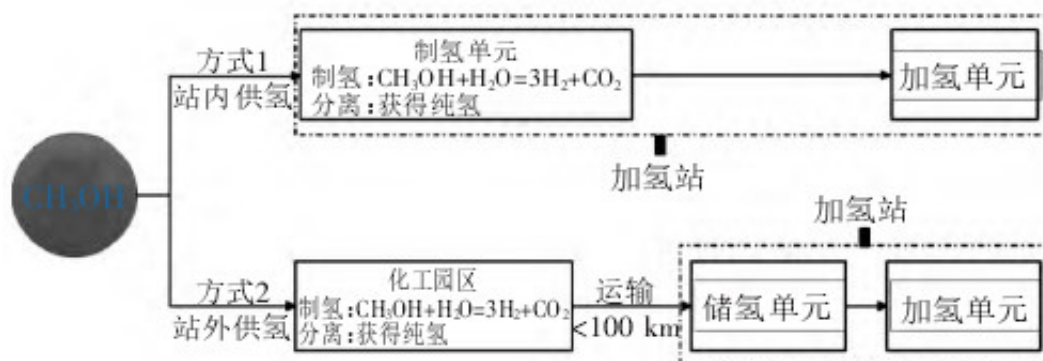 方式1
站内供氢
制氢单元
制氢:CH₃OH+H₂O=3H₂+CO₂
分离:获得纯氢
加氢单元
加氢站
CH₃OH
方式2
站外供氢
化工园区
制氢:CH₃OH+H₂O=3H₂+CO₂
分离:获得纯氢
运输
<100 km
加氢站
储氢单元
加氢单元